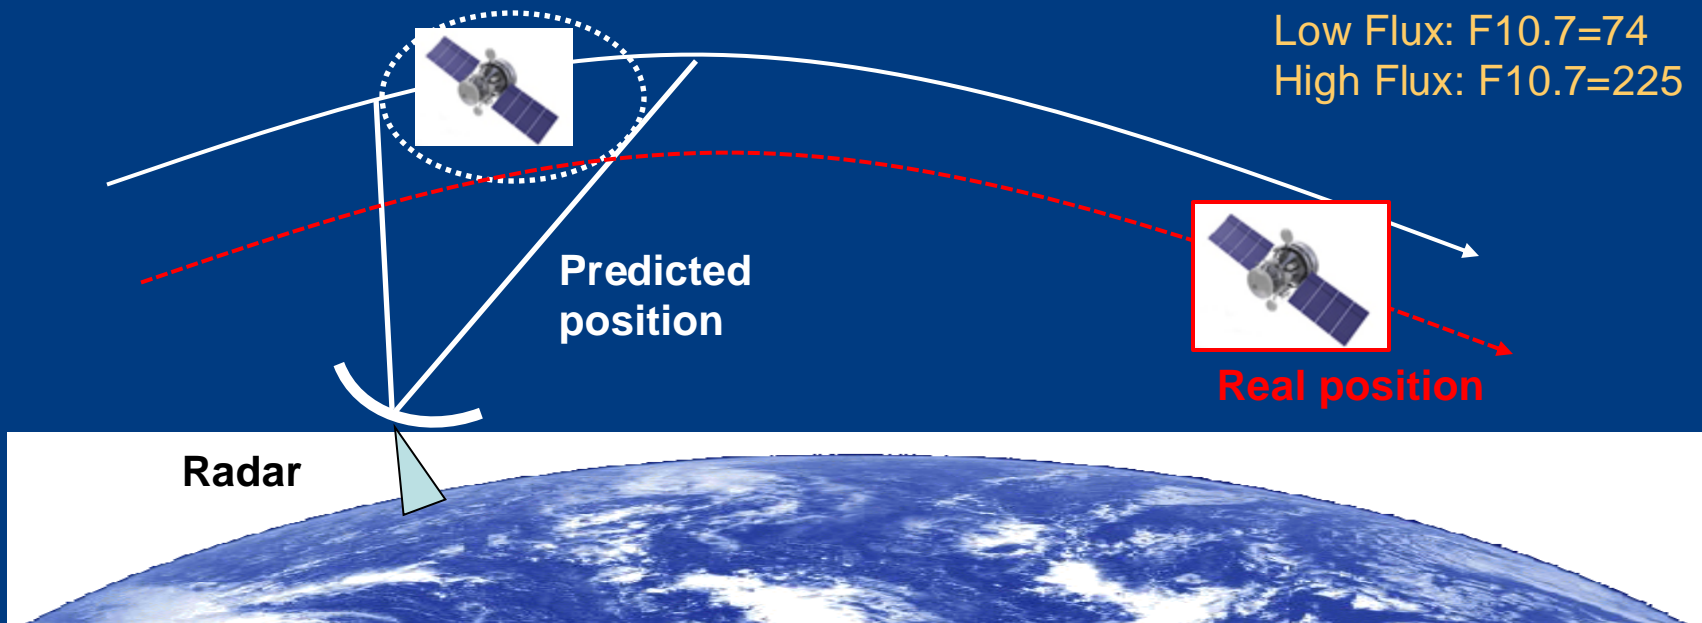 Low Flux: F10.7=74
High Flux: F10.7=225
Predicted
position
Real position
Radar